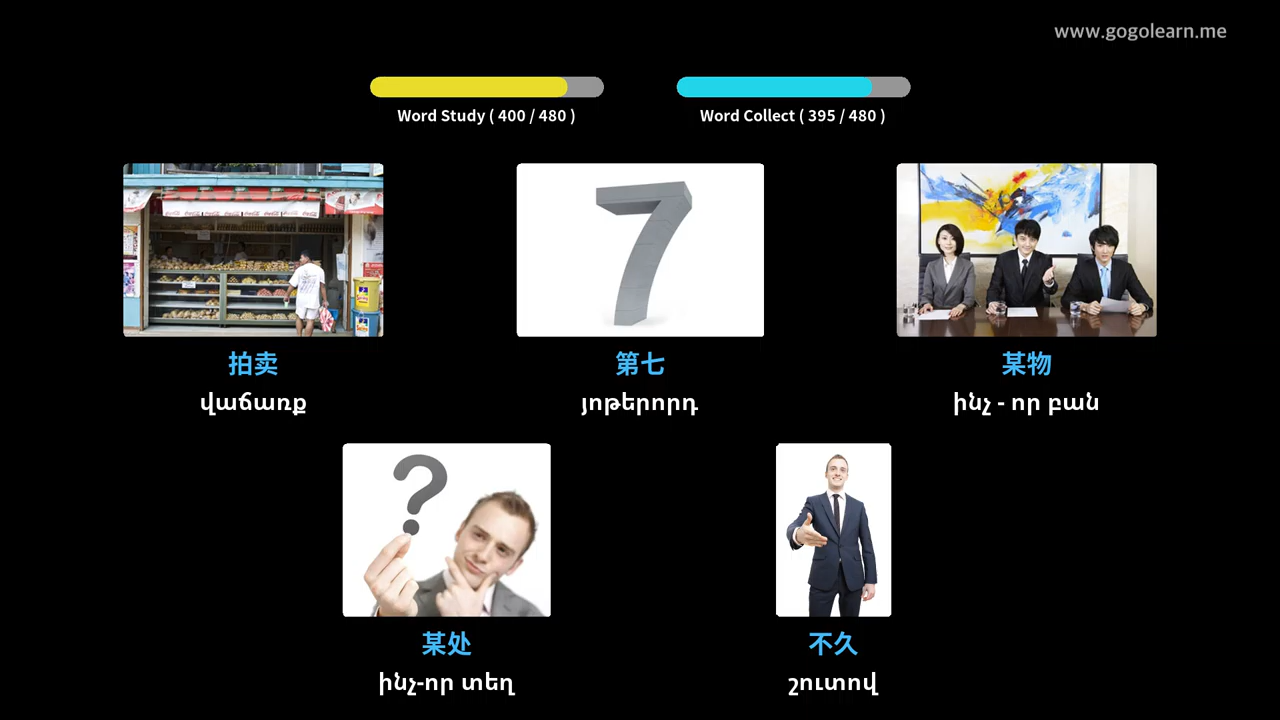 www.gogolearn.me
Word Study ( 400 / 480 )
Word Collect ( 395 / 480 )
拍卖
վաճառք
第七
յոթերորդ
某物
ինչ - որ բան
某处
ինչ-որ տեղ
不久
շուտով